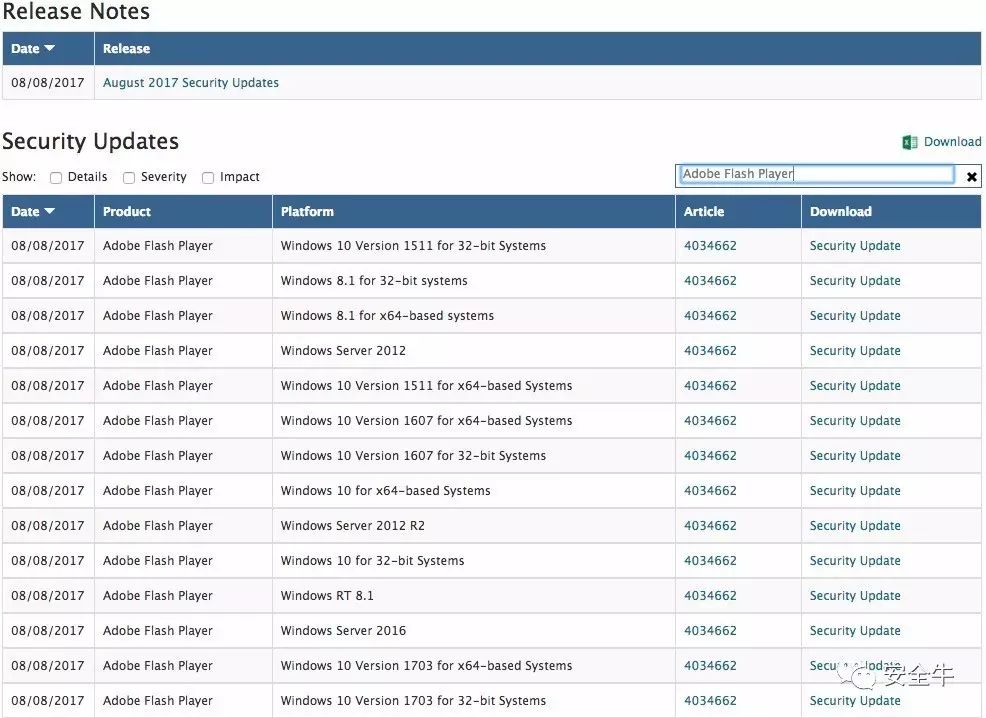 Release Notes
Date Release
08/08/2017 August 2017 Security Updates
Security Updates
Download
Show: Details Severity Impact Adobe Flash Player
Date Product Platform Article Download
08/08/2017 Adobe Flash Player Windows 10 Version 1511 for 32-bit Systems 4034662 Security Update
08/08/2017 Adobe Flash Player Windows 8.1 for 32-bit systems 4034662 Security Update
08/08/2017 Adobe Flash Player Windows 8.1 for x64-based systems 4034662 Security Update
08/08/2017 Adobe Flash Player Windows Server 2012 4034662 Security Update
08/08/2017 Adobe Flash Player Windows 10 Version 1511 for x64-based Systems 4034662 Security Update
08/08/2017 Adobe Flash Player Windows 10 Version 1607 for x64-based Systems 4034662 Security Update
08/08/2017 Adobe Flash Player Windows 10 Version 1607 for 32-bit Systems 4034662 Security Update
08/08/2017 Adobe Flash Player Windows 10 for x64-based Systems 4034662 Security Update
08/08/2017 Adobe Flash Player Windows Server 2012 R2 4034662 Security Update
08/08/2017 Adobe Flash Player Windows 10 for 32-bit Systems 4034662 Security Update
08/08/2017 Adobe Flash Player Windows RT 8.1 4034662 Security Update
08/08/2017 Adobe Flash Player Windows Server 2016 4034662 Security Update
08/08/2017 Adobe Flash Player Windows 10 Version 1703 for x64-based Systems 4034662 Security Update
安全牛
08/08/2017 Adobe Flash Player Windows 10 Version 1703 for 32-bit Systems 4034662 Security Update